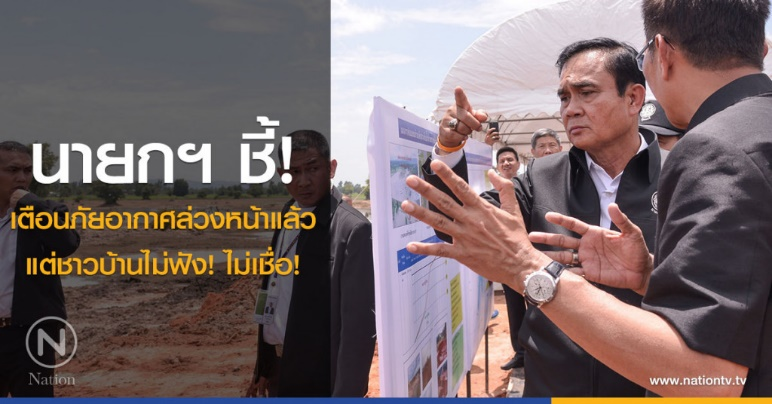 นายกฯ ชี้!
เตือนภัยอากาศล่วงหน้าแล้ว
แต่ชาวบ้านไม่ฟัง! ไม่เชื่อ!
N
Nation
www.nationtv.tv